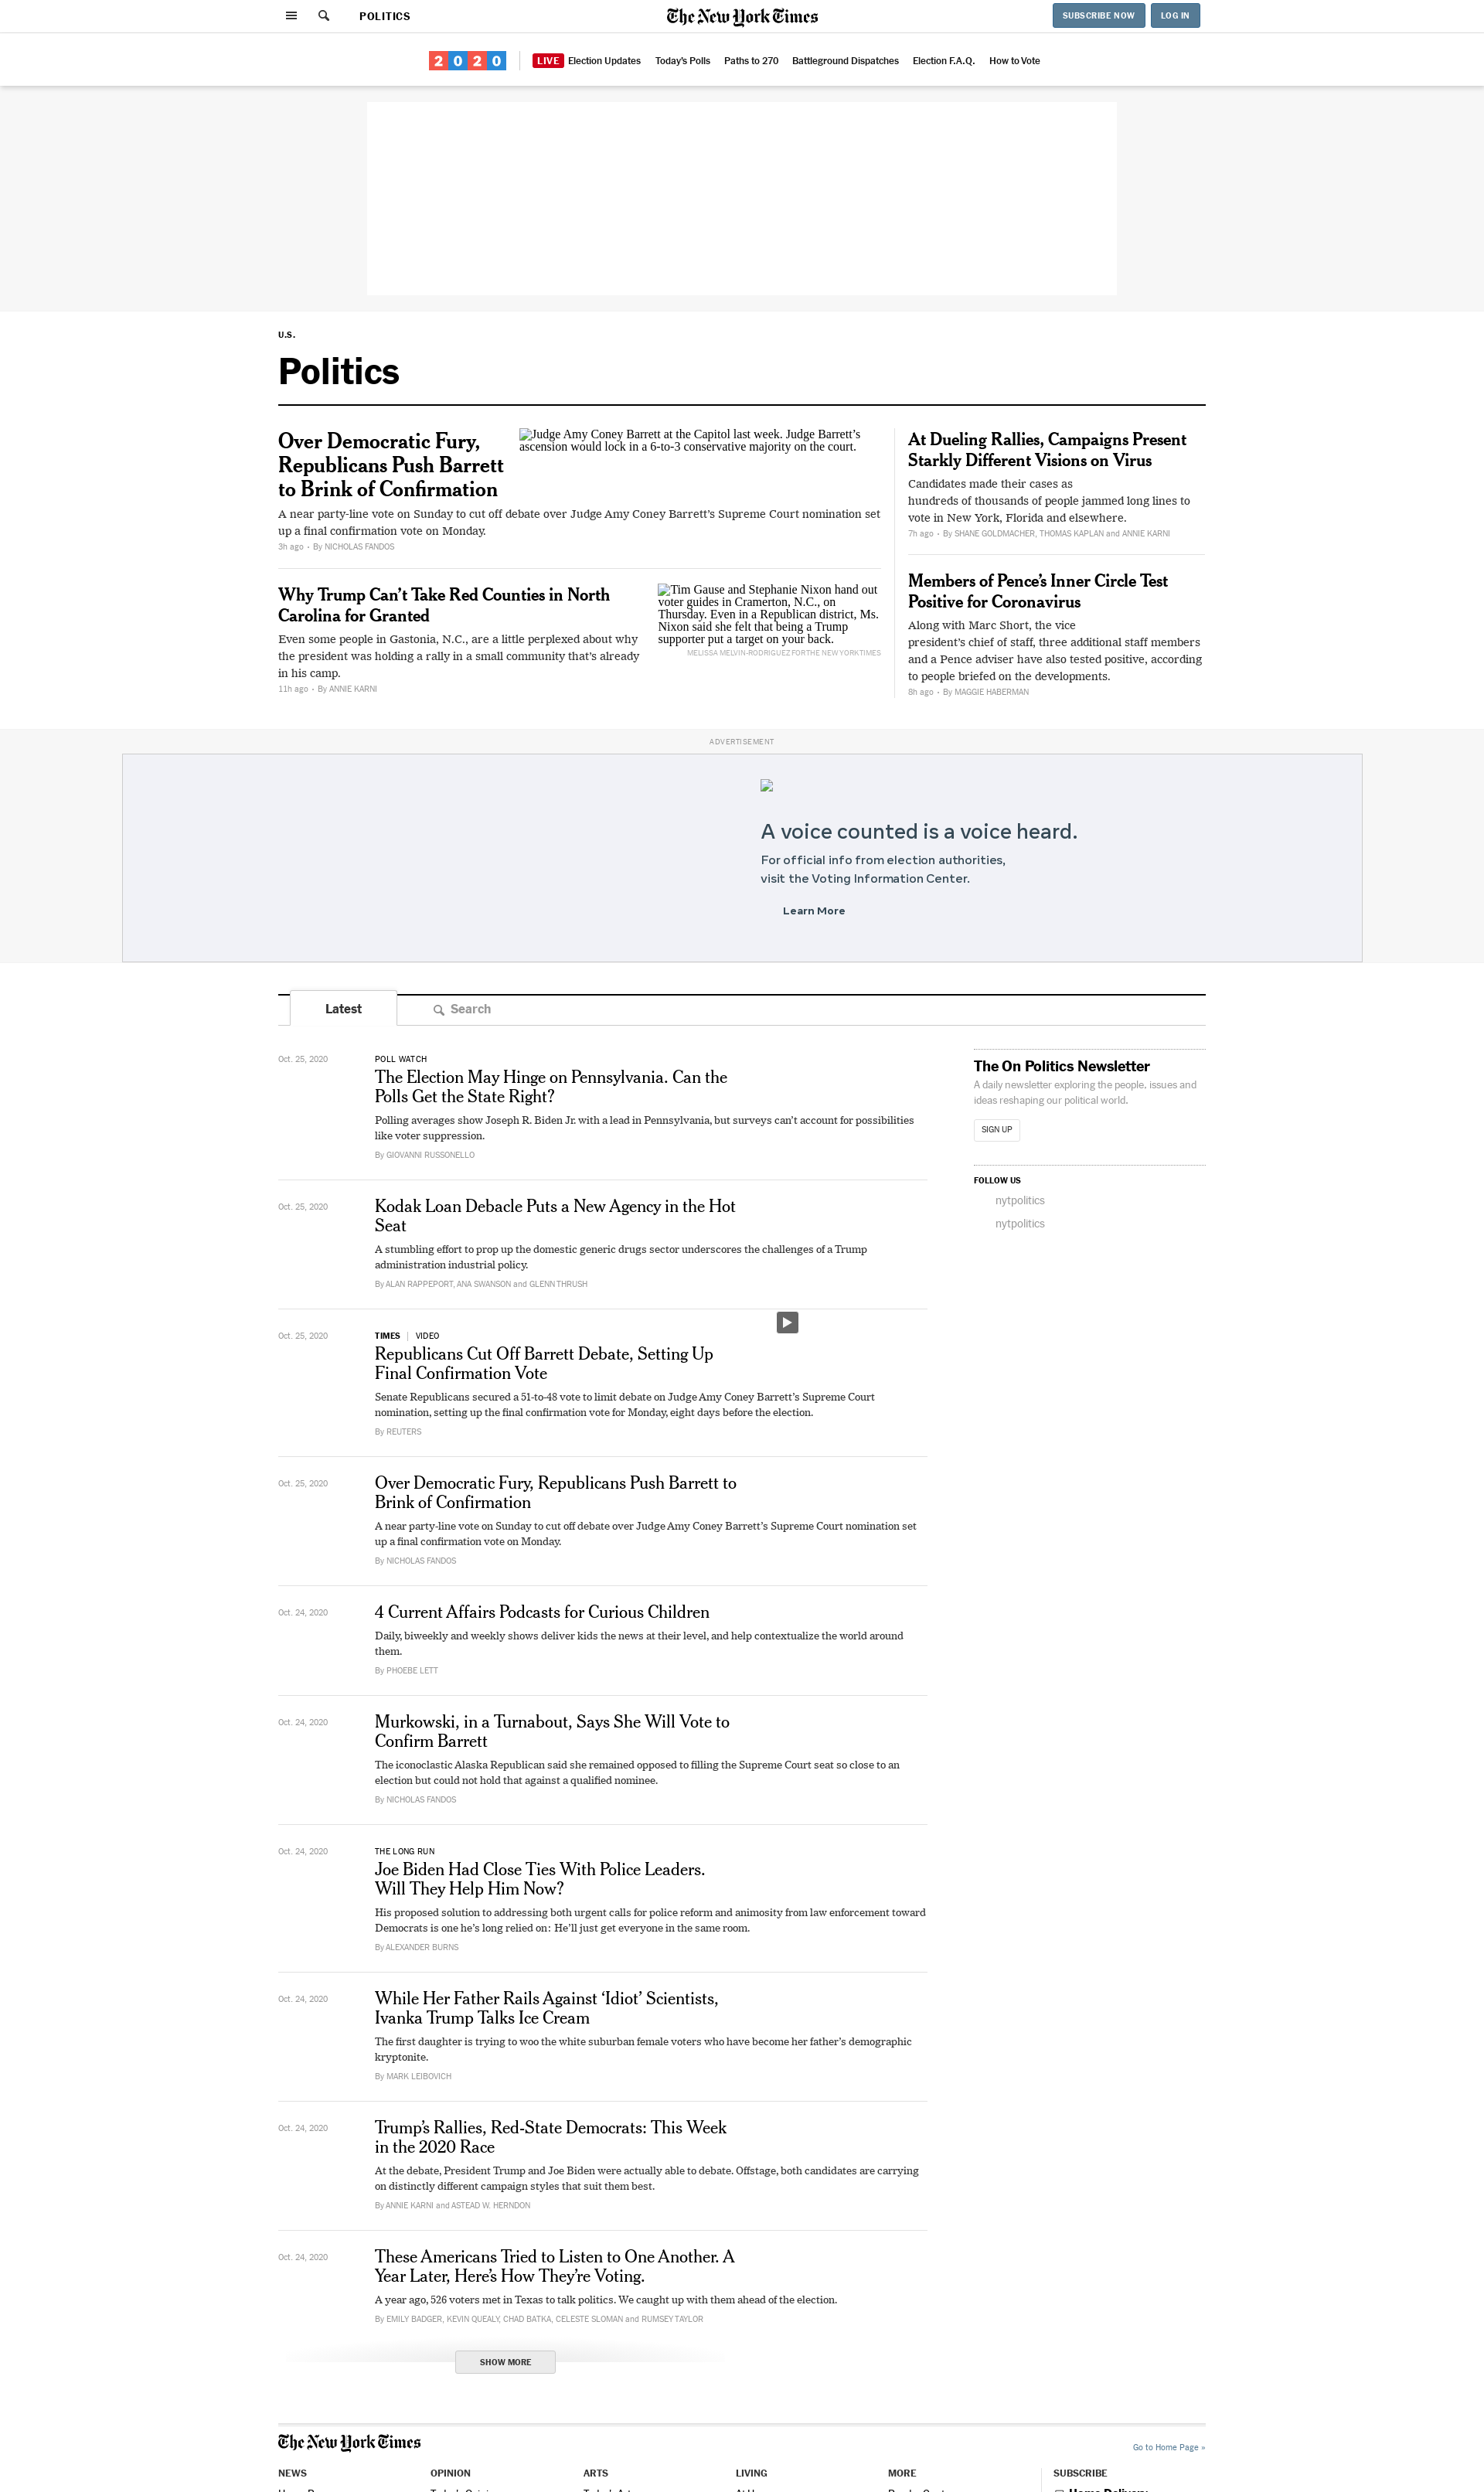 POLITICS
The New York Times
SUBSCRIBE NOW
LOG IN
2020
LIVE Election Updates
Today's Polls
Paths to 270
Battleground Dispatches
Election F.A.Q.
How to Vote
U.S.
Politics
Over Democratic Fury,
Republicans Push Barrett
to Brink of Confirmation
Judge Amy Coney Barrett at the Capitol last week. Judge Barrett’s
ascension would lock in a 6-to-3 conservative majority on the court.
A near party-line vote on Sunday to cut off debate over Judge Amy Coney Barrett’s Supreme Court nomination set
up a final confirmation vote on Monday.
3h ago • By NICHOLAS FANDOS
Why Trump Can’t Take Red Counties in North
Carolina for Granted
Even some people in Gastonia, N.C., are a little perplexed about why
the president was holding a rally in a small community that’s already
in his camp.
11h ago • By ANNIE KARNI
Tim Gause and Stephanie Nixon hand out
voter guides in Cramerton, N.C., on
Thursday. Even in a Republican district, Ms.
Nixon said she felt that being a Trump
supporter put a target on your back.
MELISSA MELVIN-RODRIGUEZ FOR THE NEW YORK TIMES
At Dueling Rallies, Campaigns Present
Starkly Different Visions on Virus
Candidates made their cases as
hundreds of thousands of people jammed long lines to
vote in New York, Florida and elsewhere.
7h ago • By SHANE GOLDMACHER, THOMAS KAPLAN and ANNIE KARNI
Members of Pence’s Inner Circle Test
Positive for Coronavirus
Along with Marc Short, the vice
president’s chief of staff, three additional staff members
and a Pence adviser have also tested positive, according
to people briefed on the developments.
8h ago • By MAGGIE HABERMAN
ADVERTISEMENT
A voice counted is a voice heard.
For official info from election authorities,
visit the Voting Information Center.
Learn More
Latest
Search
Oct. 25, 2020
POLL WATCH
The Election May Hinge on Pennsylvania. Can the
Polls Get the State Right?
Polling averages show Joseph R. Biden Jr. with a lead in Pennsylvania, but surveys can’t account for possibilities
like voter suppression.
By GIOVANNI RUSSONELLO
Oct. 25, 2020
Kodak Loan Debacle Puts a New Agency in the Hot
Seat
A stumbling effort to prop up the domestic generic drugs sector underscores the challenges of a Trump
administration industrial policy.
By ALAN RAPPEPORT, ANA SWANSON and GLENN THRUSH
Oct. 25, 2020
TIMES | VIDEO
Republicans Cut Off Barrett Debate, Setting Up
Final Confirmation Vote
Senate Republicans secured a 51-to-48 vote to limit debate on Judge Amy Coney Barrett’s Supreme Court
nomination, setting up the final confirmation vote for Monday, eight days before the election.
By REUTERS
Oct. 25, 2020
Over Democratic Fury, Republicans Push Barrett to
Brink of Confirmation
A near party-line vote on Sunday to cut off debate over Judge Amy Coney Barrett’s Supreme Court nomination set
up a final confirmation vote on Monday.
By NICHOLAS FANDOS
Oct. 24, 2020
4 Current Affairs Podcasts for Curious Children
Daily, biweekly and weekly shows deliver kids the news at their level, and help contextualize the world around
them.
By PHOEBE LETT
Oct. 24, 2020
Murkowski, in a Turnabout, Says She Will Vote to
Confirm Barrett
The iconoclastic Alaska Republican said she remained opposed to filling the Supreme Court seat so close to an
election but could not hold that against a qualified nominee.
By NICHOLAS FANDOS
Oct. 24, 2020
THE LONG RUN
Joe Biden Had Close Ties With Police Leaders.
Will They Help Him Now?
His proposed solution to addressing both urgent calls for police reform and animosity from law enforcement toward
Democrats is one he’s long relied on: He’ll just get everyone in the same room.
By ALEXANDER BURNS
Oct. 24, 2020
While Her Father Rails Against ‘Idiot’ Scientists,
Ivanka Trump Talks Ice Cream
The first daughter is trying to woo the white suburban female voters who have become her father’s demographic
kryptonite.
By MARK LEIBOVICH
Oct. 24, 2020
Trump’s Rallies, Red-State Democrats: This Week
in the 2020 Race
At the debate, President Trump and Joe Biden were actually able to debate. Offstage, both candidates are carrying
on distinctly different campaign styles that suit them best.
By ANNIE KARNI and ASTEAD W. HERNDON
Oct. 24, 2020
These Americans Tried to Listen to One Another. A
Year Later, Here’s How They’re Voting.
A year ago, 526 voters met in Texas to talk politics. We caught up with them ahead of the election.
By EMILY BADGER, KEVIN QUEALY, CHAD BATKA, CELESTE SLOMAN and RUMSEY TAYLOR
SHOW MORE
The On Politics Newsletter
A daily newsletter exploring the people, issues and
ideas reshaping our political world.
SIGN UP
FOLLOW US
nytpolitics
nytpolitics
The New York Times
Go to Home Page »
NEWS
OPINION
ARTS
LIVING
MORE
SUBSCRIBE